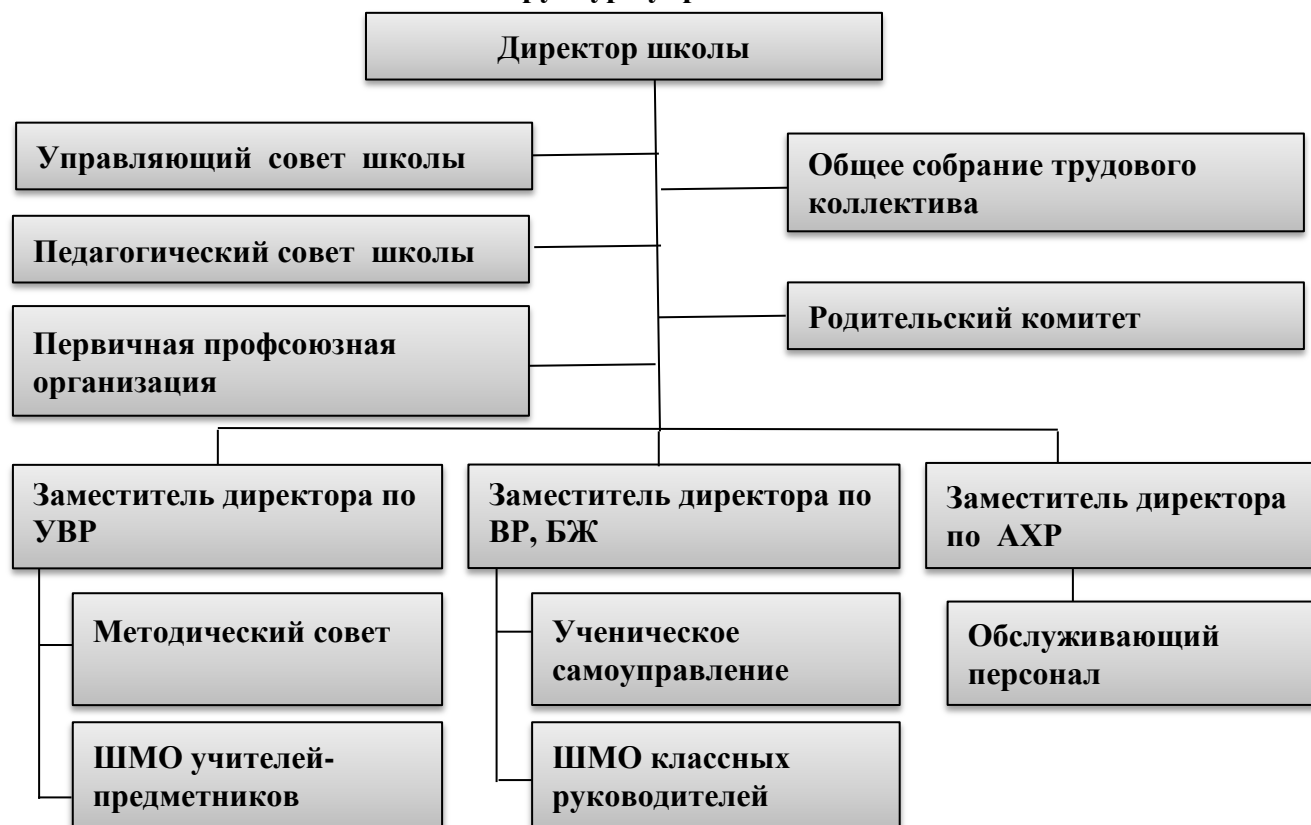 Директор школы
Управляющий совет школы
Общее собрание трудового
коллектива
Педагогический совет школы
Родительский комитет
Первичная профсоюзная
организация
Заместитель директора по
УВР
Заместитель директора по
ВР, БЖ
Заместитель директора
по АХР
Методический совет
Ученическое
самоуправление
Обслуживающий
персонал
ШМО учителей-
предметников
ШМО классных
руководителей